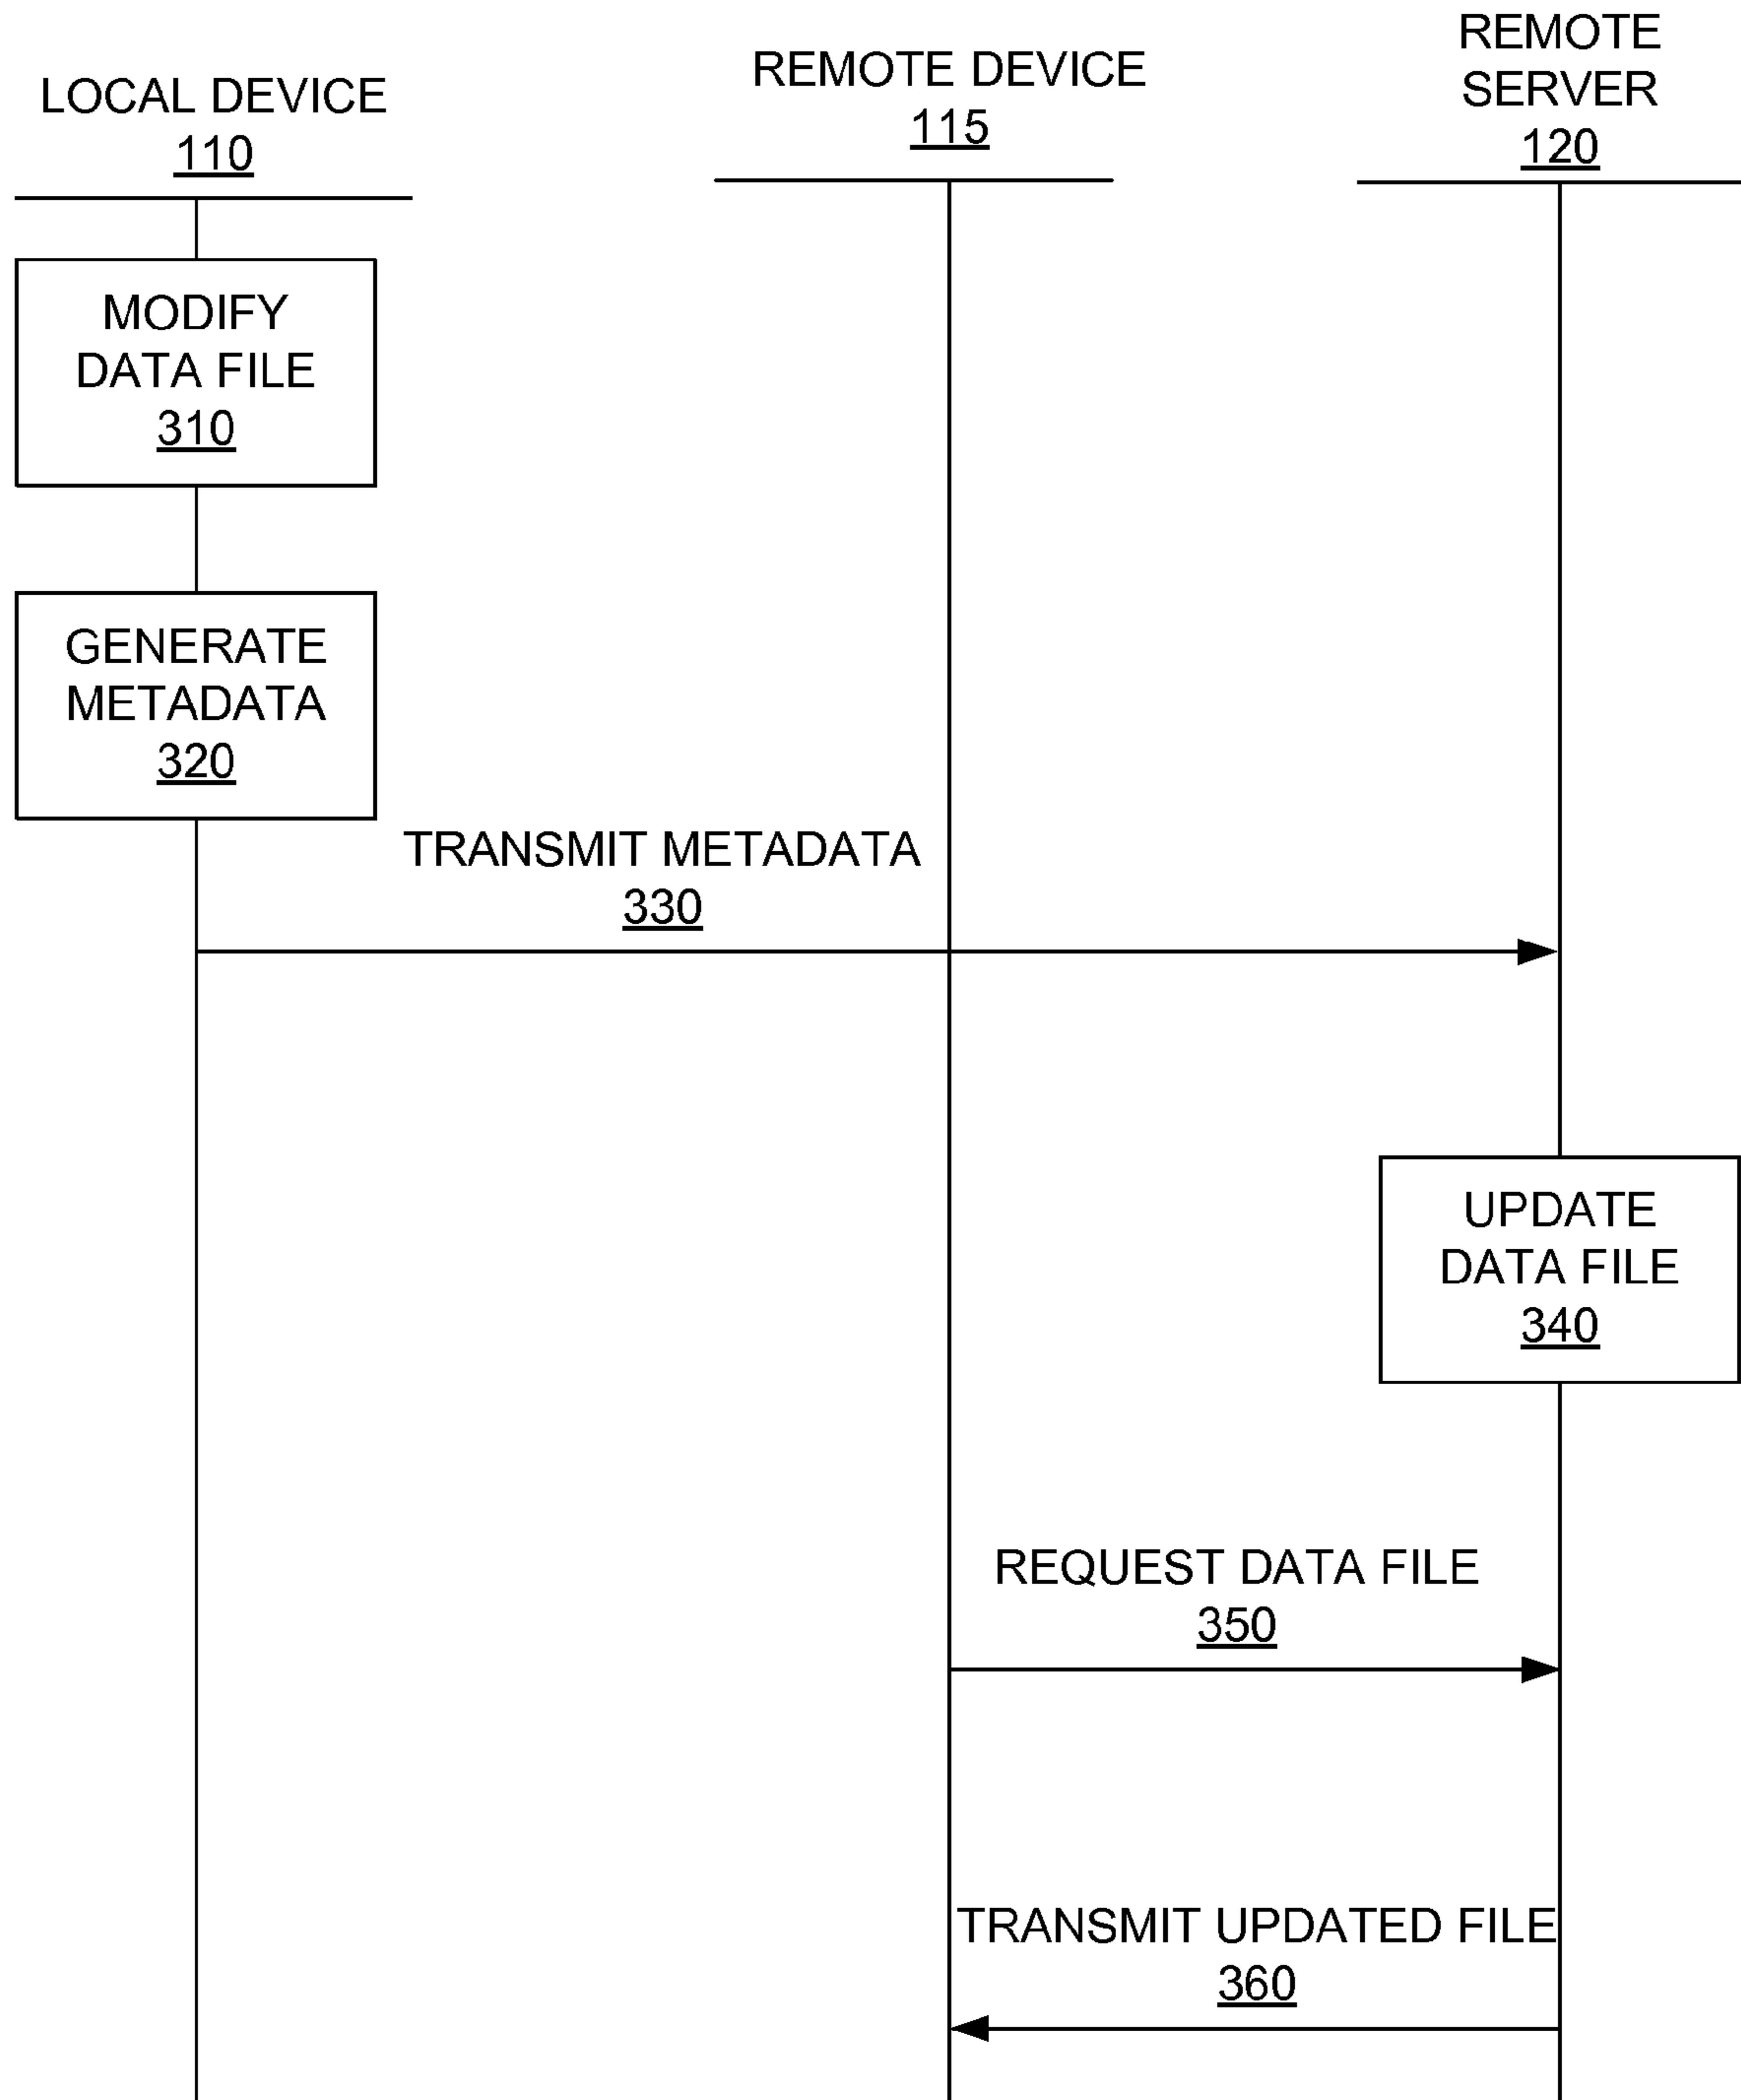 LOCAL DEVICE
110
REMOTE DEVICE
115
REMOTE
SERVER
120
MODIFY
DATA FILE
310
GENERATE
METADATA
320
TRANSMIT METADATA
330
UPDATE
DATA FILE
340
REQUEST DATA FILE
350
TRANSMIT UPDATED FILE
360